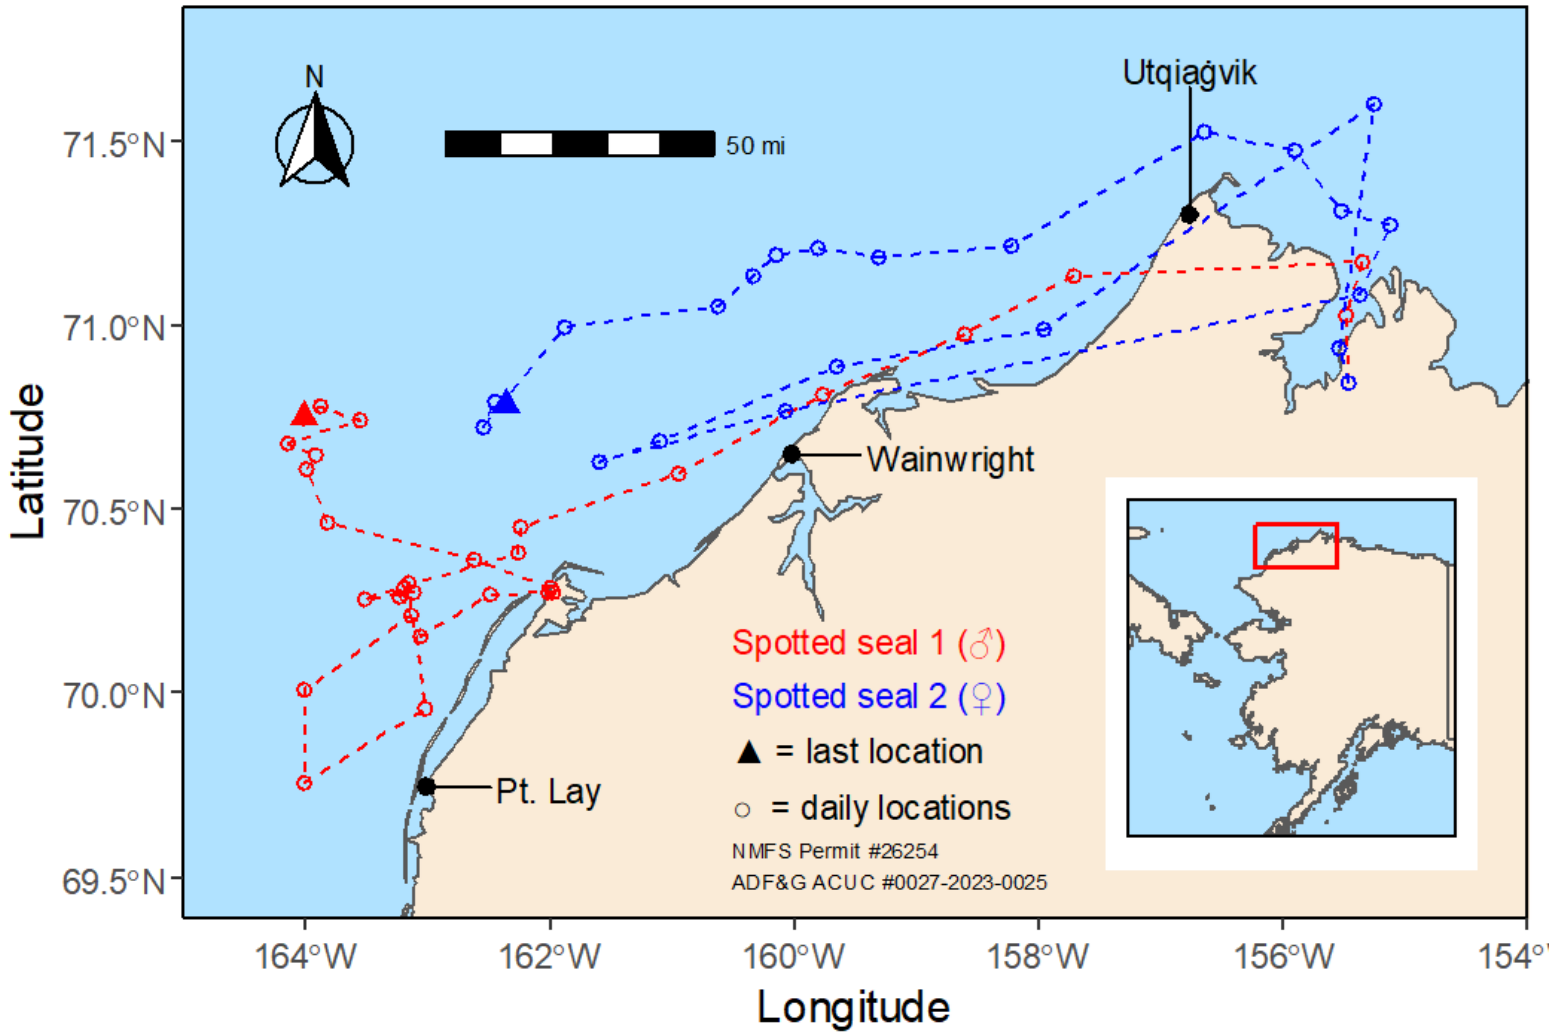 N
50 mi
Utqiaġvik
71.5°N
71.0°N
70.5°N
70.0°N
69.5°N
Latitude
Wainwright
Pt. Lay
Spotted seal 1 (♂)
Spotted seal 2 (♀)
▲ = last location
○ = daily locations
NMFS Permit #26254
ADF&G ACUC #0027-2023-0025
164°W
162°W
160°W
158°W
156°W
154°
Longitude